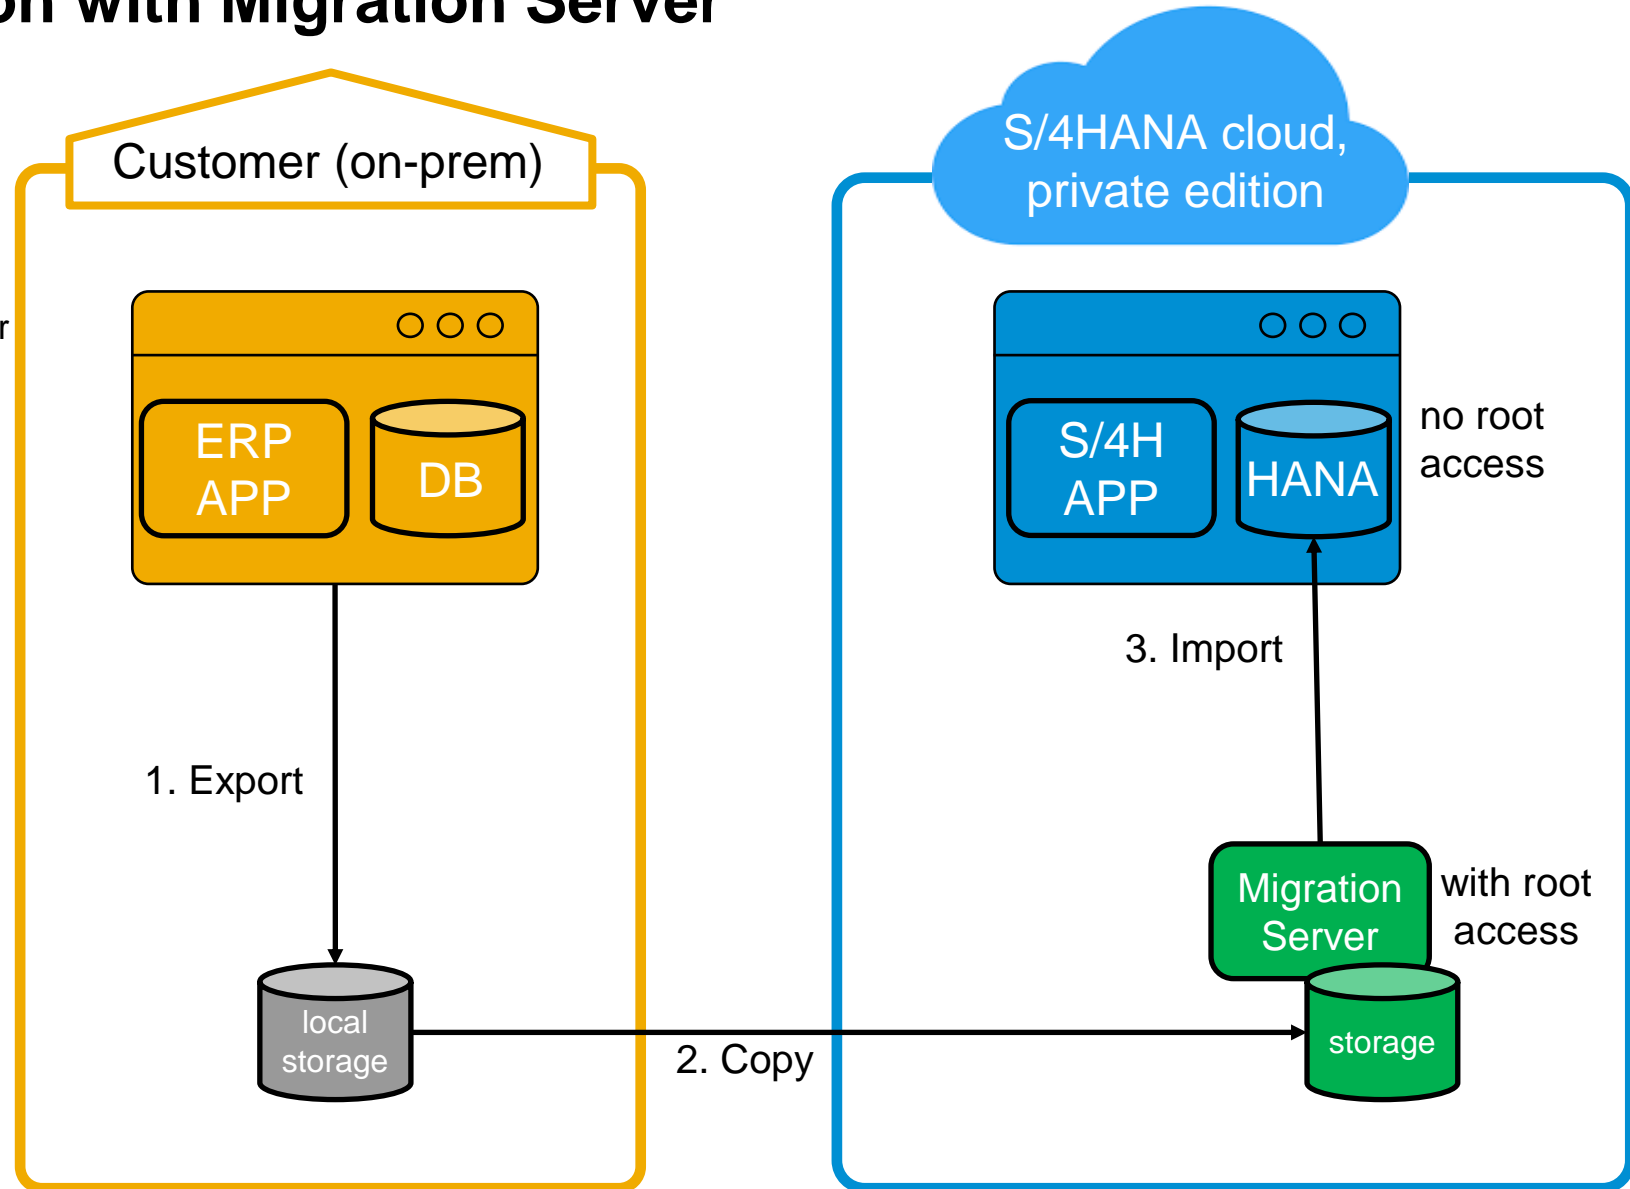 on with Migration Server
Customer (on-prem)
S/4HANA cloud,
private edition
r
ERP
APP
DB
S/4H
APP
HANA
no root
access
3. Import
1. Export
Migration
Server
with root
access
local
storage
storage
2. Copy